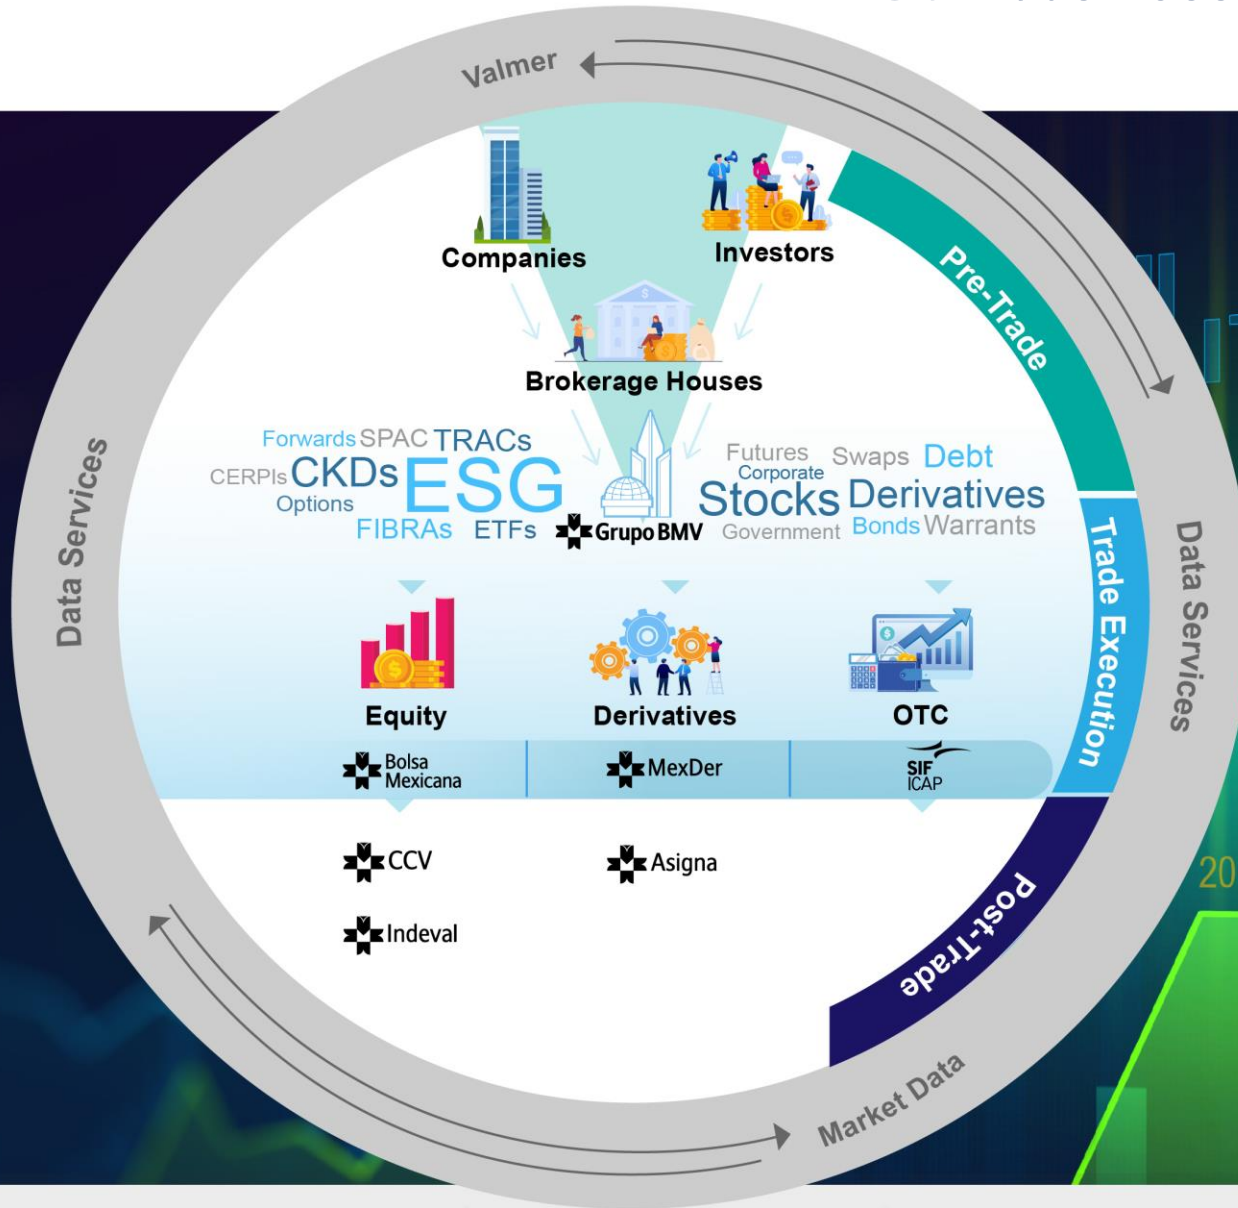 Valmer
Companies
Investors
Pre-Trade
Brokerage Houses
Forwards SPAC TRACs
CERPIs CKDs ESG
Options
FIBRAs ETFs
Grupo BMV
Futures Swaps Debt
Corporate
Stocks Derivatives
Government Bonds Warrants
Data Services
Trade Execution
Data Services
Equity
Derivatives
OTC
Bolsa
Mexicana
MexDer
SIF
ICAP
CCV
Asigna
Indeval
Post-Trade
Market Data
20